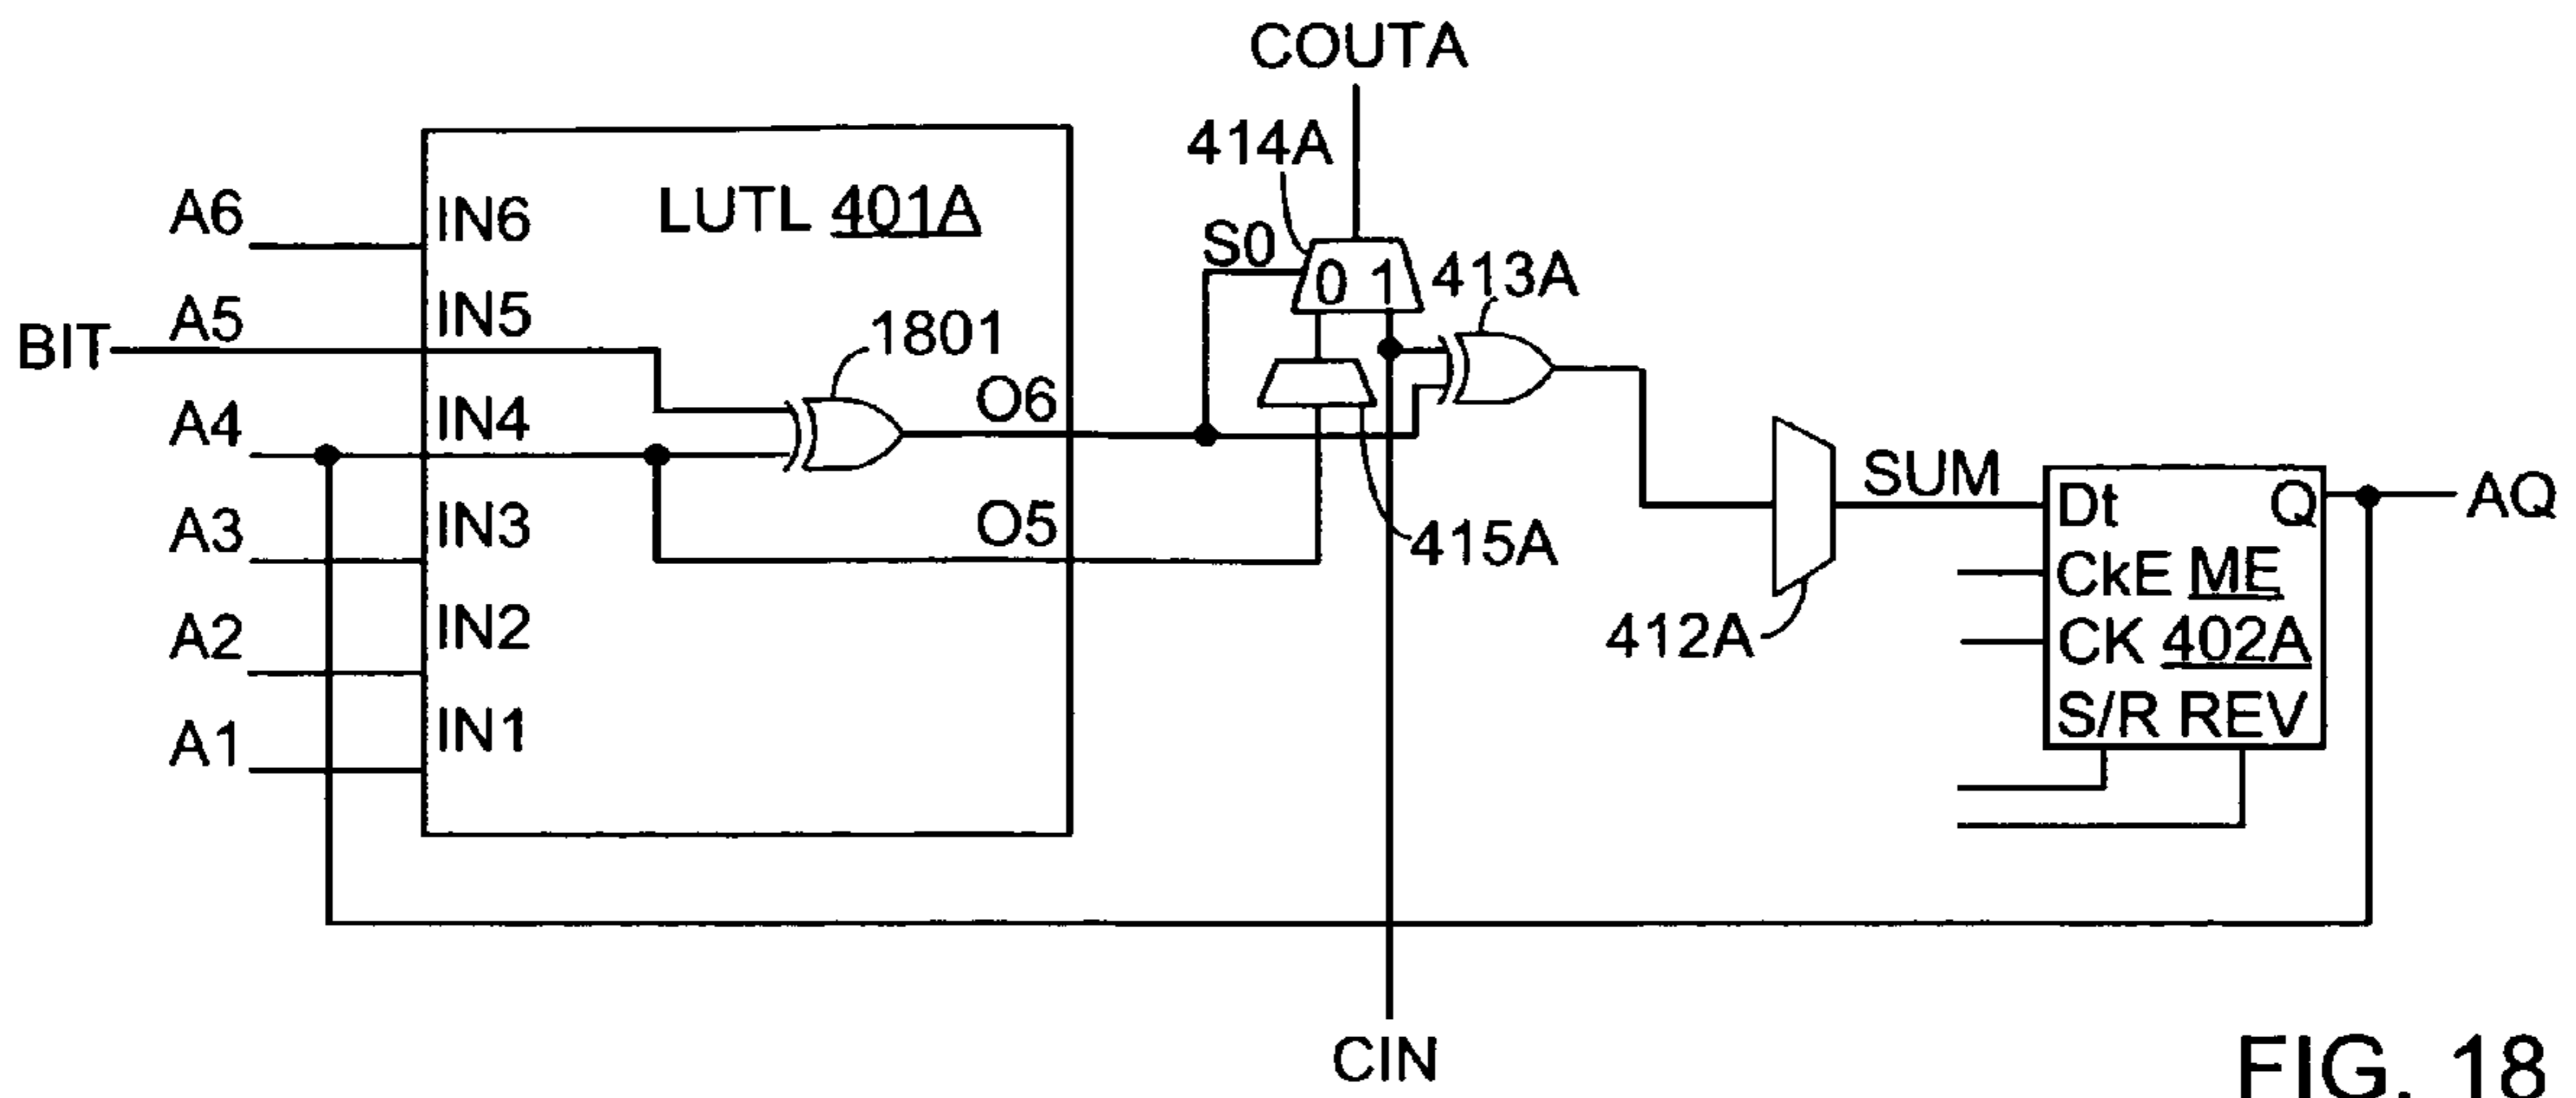 COUTA
414A
A6
IN6
LUTL 401A
S0
0 1
413A
A5
IN5
BIT
1801
A4
IN4
O6
SUM
Dt
Q
AQ
A3
IN3
O5
415A
CkE ME
A2
IN2
412A
CK 402A
A1
IN1
S/R REV
CIN
FIG. 18